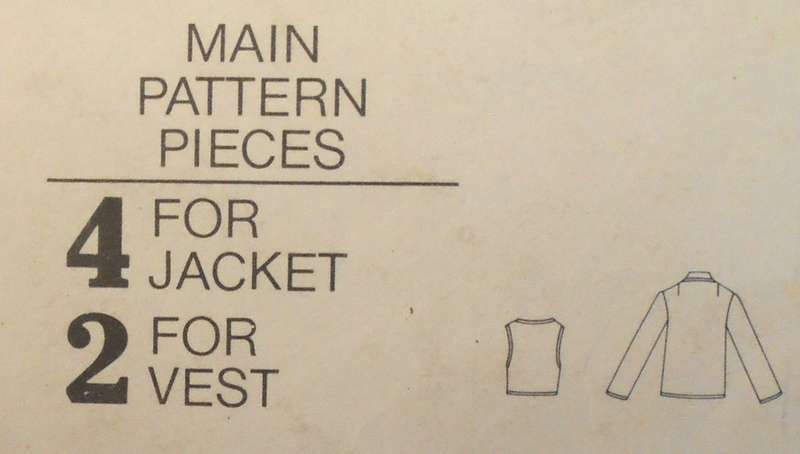 MAIN
PATTERN
PIECES
4 FOR
JACKET
2 FOR
VEST